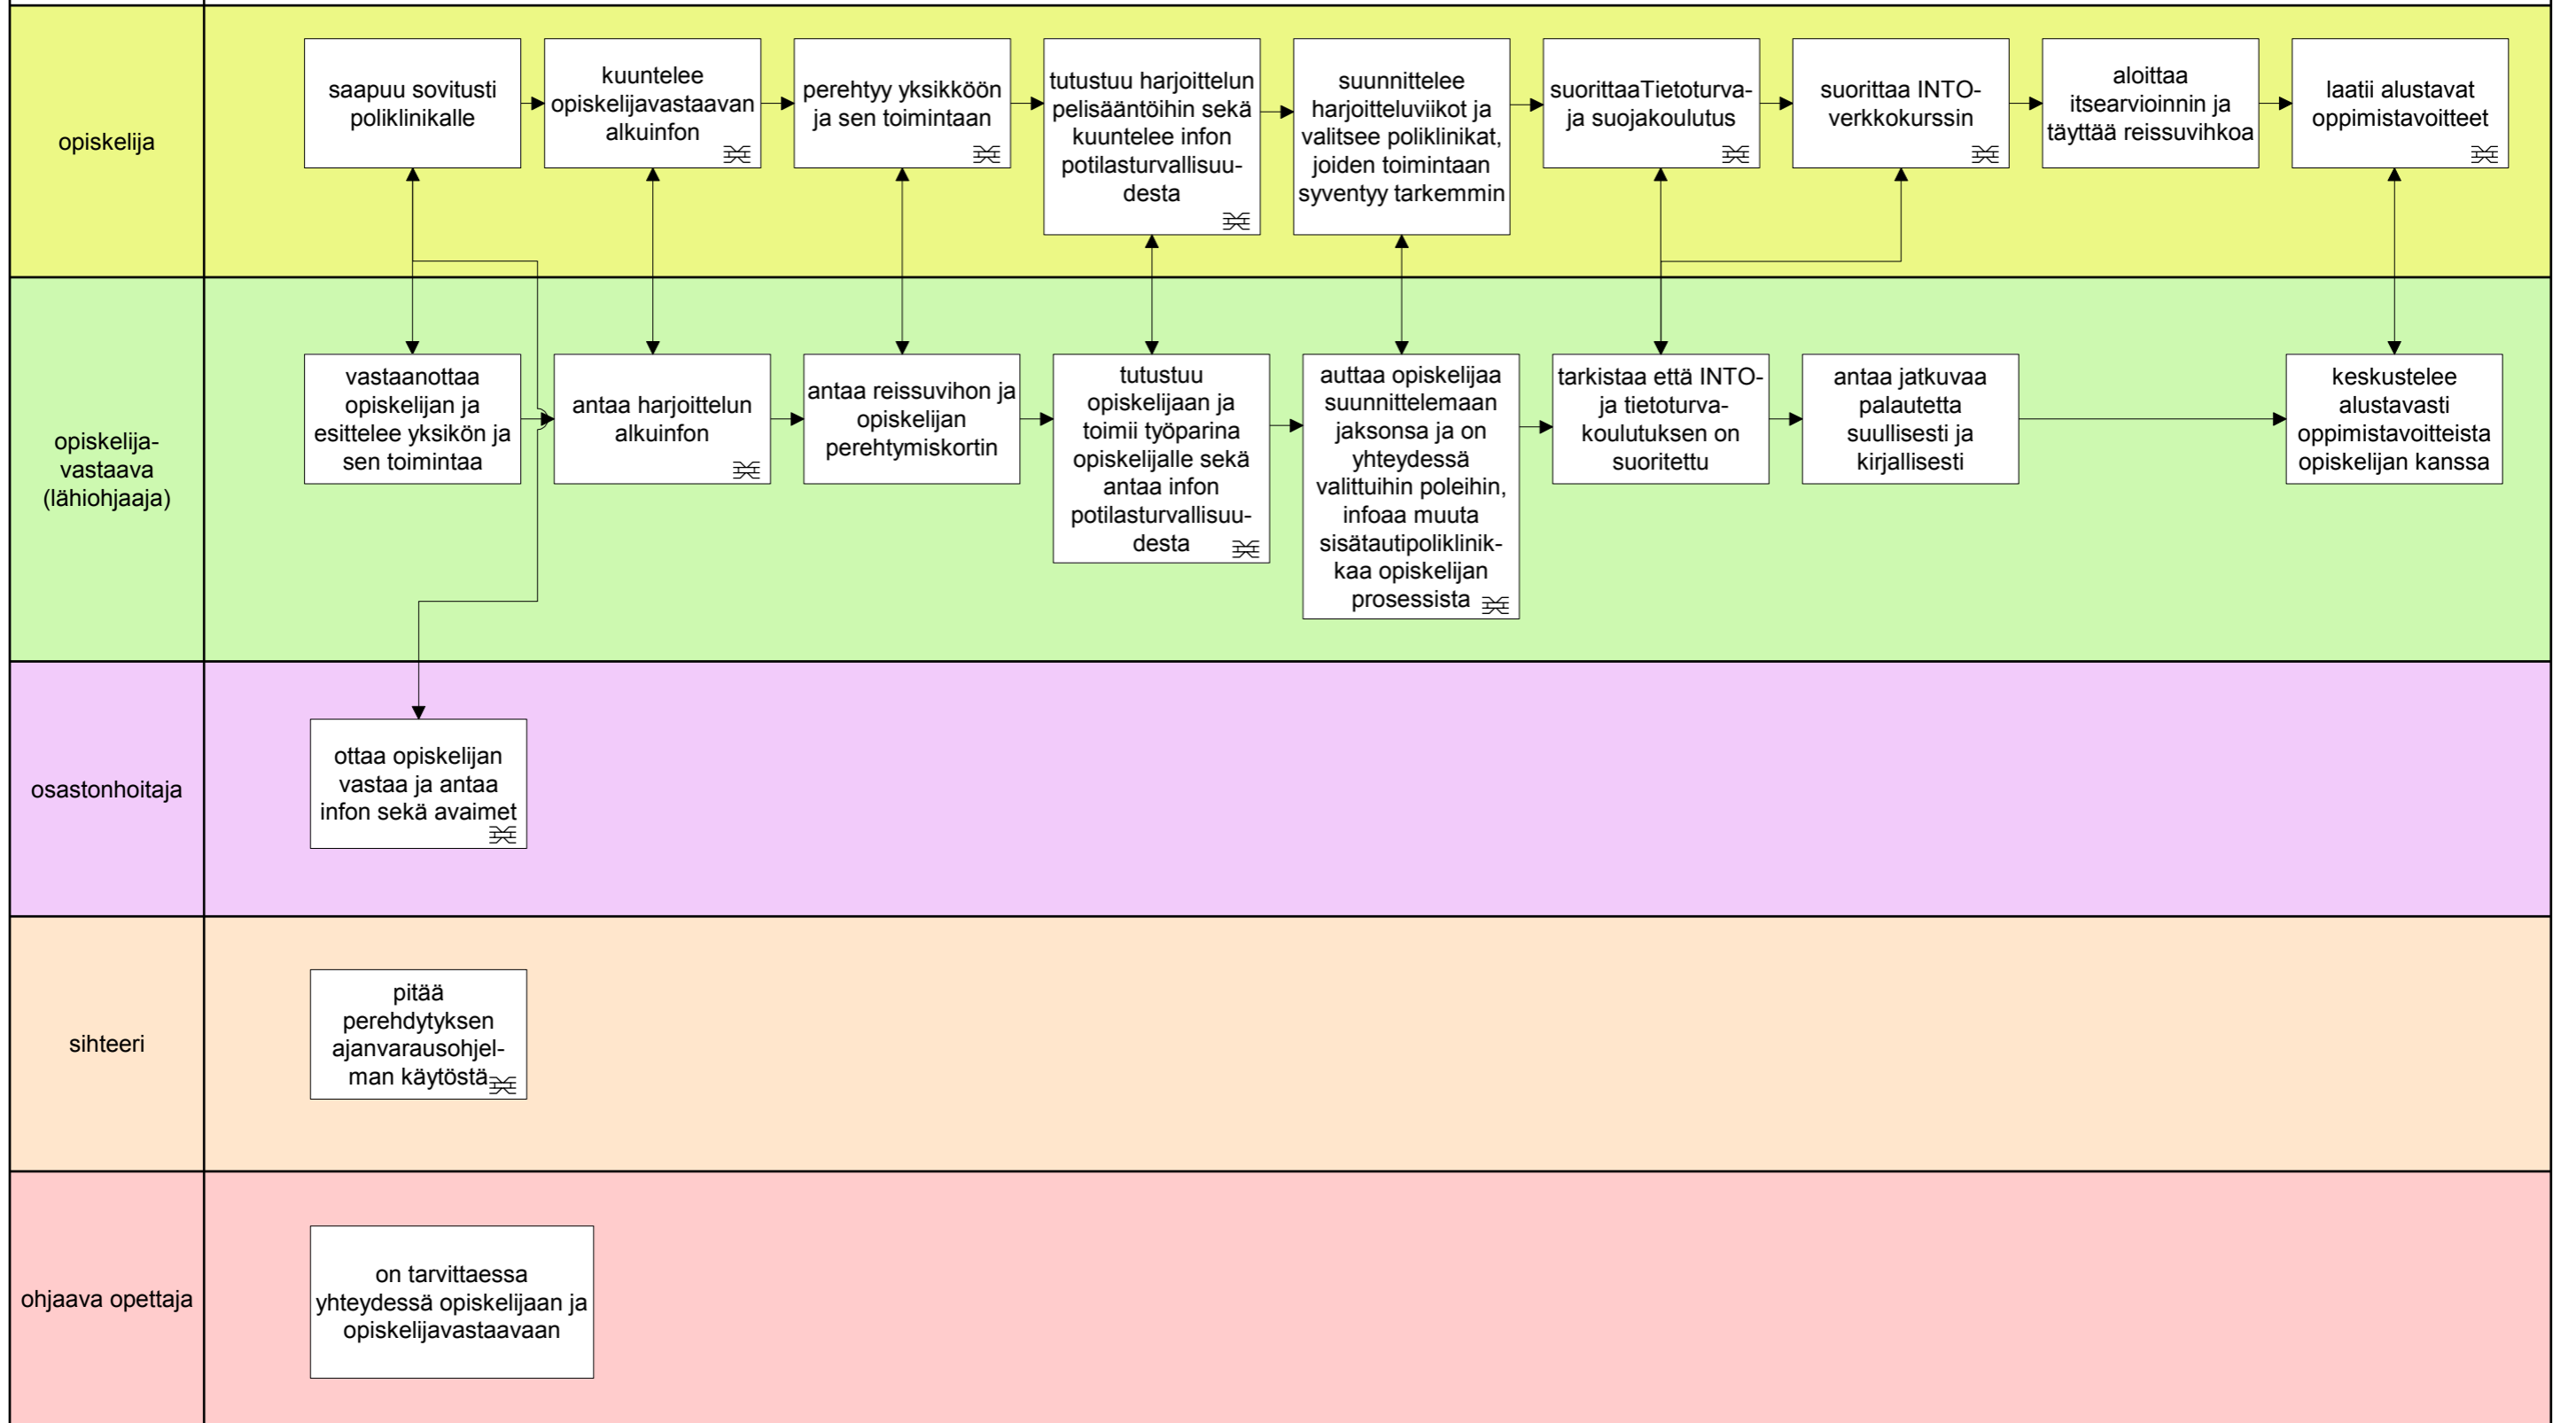 opiskelija
saapuu sovitusti
poliklinikalle
kuuntelee
opiskelijavastaavan
alkuinfon
perehtyy yksikköön
ja sen toimintaan
tutustuu harjoittelun
pelisääntöihin sekä
kuuntelee infon
potilasturvallisuu-
desta
suunnittelee
harjoitteluviikot ja
valitsee poliklinikat,
joiden toimintaan
syventyy tarkemmin
suorittaaTietoturva-
ja suojakoulutus
suorittaa INTO-
verkkokurssin
aloittaa
itsearvioinnin ja
täyttää reissuvihkoa
laatii alustavat
oppimistavoitteet
opiskelija-
vastaava
(lähiohjaaja)
vastaanottaa
opiskelijan ja
esittelee yksikön ja
sen toimintaa
antaa harjoittelun
alkuinfon
antaa reissuvihon ja
opiskelijan
perehtymiskortin
tutustuu
opiskelijaan ja
toimii työparina
opiskelijalle sekä
antaa infon
potilasturvallisuu-
desta
auttaa opiskelijaa
suunnittelemaan
jaksonsa ja on
yhteydessä
valittuihin poleihin,
infoaa muuta
sisätautipoliklinik-
kaa opiskelijan
prosessista
tarkistaa että INTO-
ja tietoturva-
koulutuksen on
suoritettu
antaa jatkuvaa
palautetta
suullisesti ja
kirjallisesti
keskustelee
alustavasti
oppimistavoitteista
opiskelijan kanssa
osastonhoitaja
ottaa opiskelijan
vastaa ja antaa
infon sekä avaimet
sihteeri
pitää
perehdytyksen
ajanvarausohjel-
man käytöstä
ohjaava opettaja
on tarvittaessa
yhteydessä opiskelijaan ja
opiskelijavastaavaan